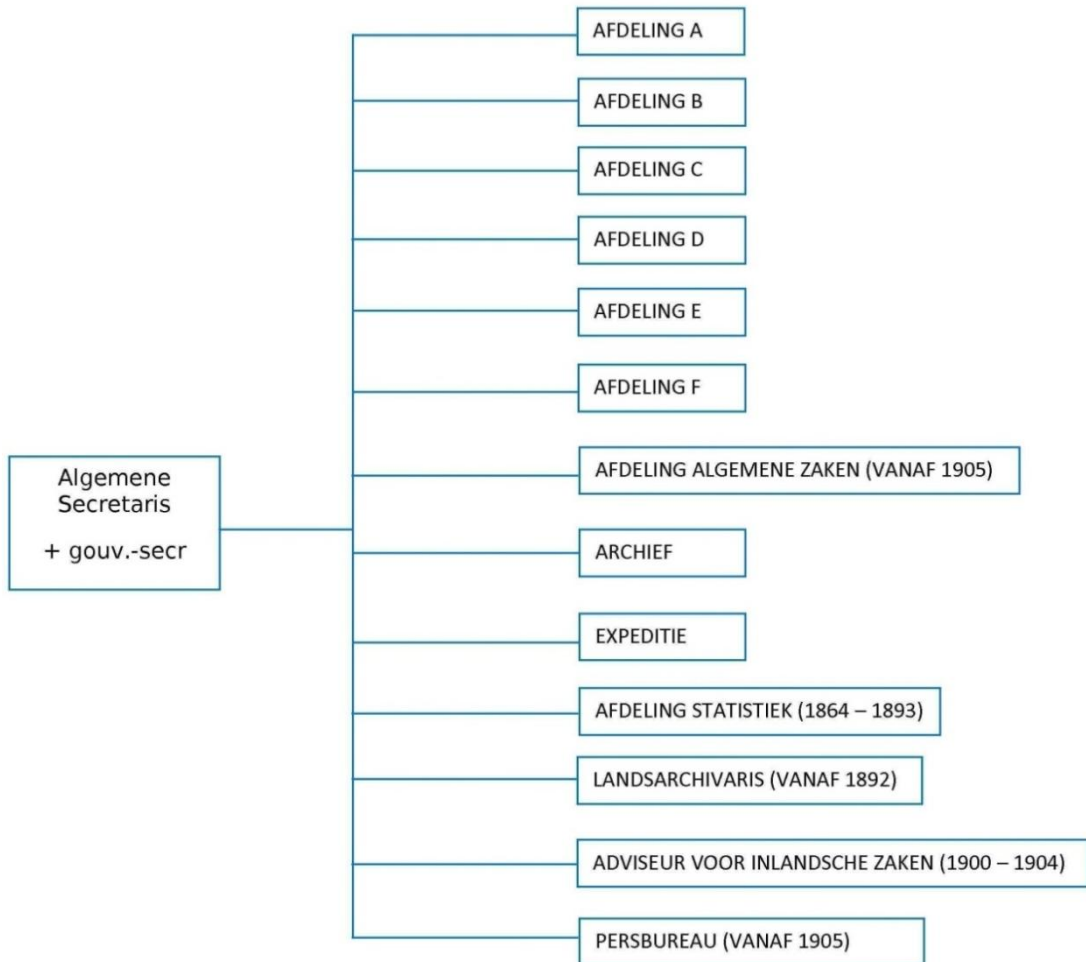 AFDELING A
AFDELING B
AFDELING C
AFDELING D
AFDELING E
AFDELING F
Algemene
Secretaris
+ gouv.-secr
AFDELING ALGEMENE ZAKEN (VANAF 1905)
ARCHIEF
EXPEDITIE
AFDELING STATISTIEK (1864 – 1893)
LANDSARCHIVARIS (VANAF 1892)
ADVISEUR VOOR INLANDSCHE ZAKEN (1900 – 1904)
PERSBUREAU (VANAF 1905)